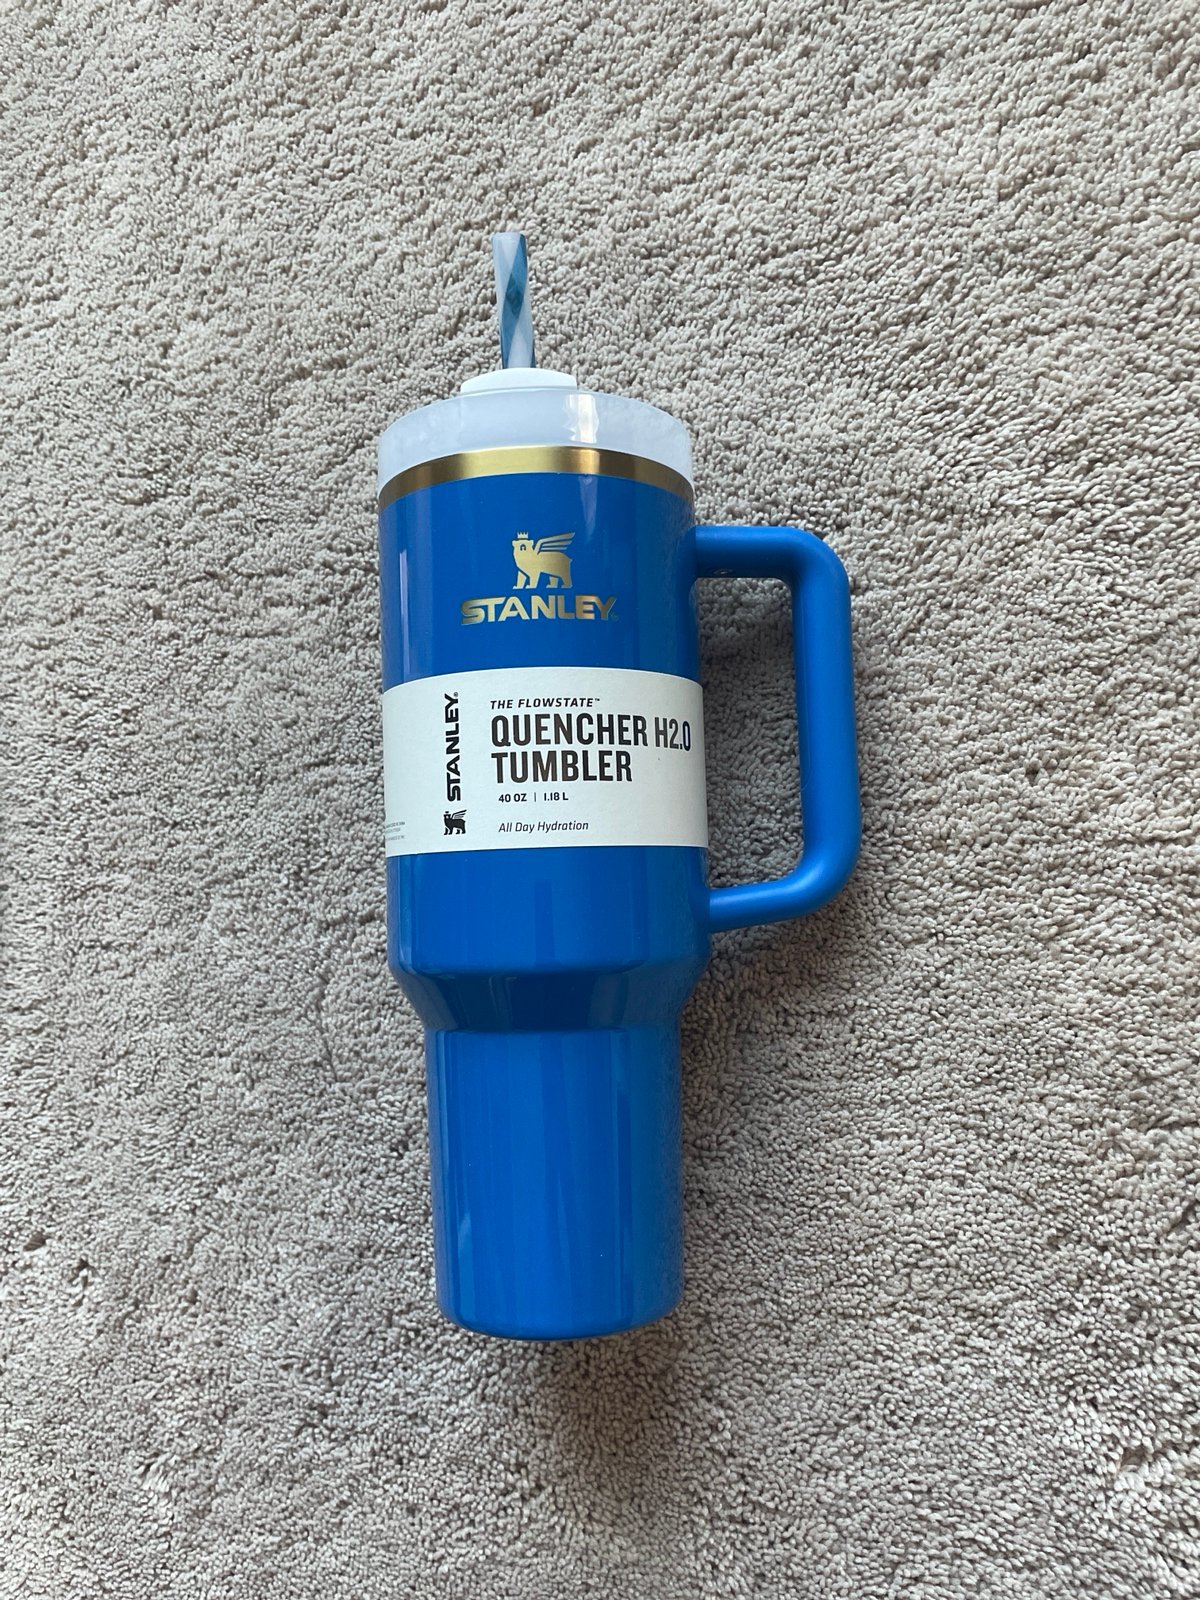 STANLEY®
STANLEY®
THE FLOWSTATE™
QUENCHER H2.0
TUMBLER
40 OZ | 1.18 L
All Day Hydration